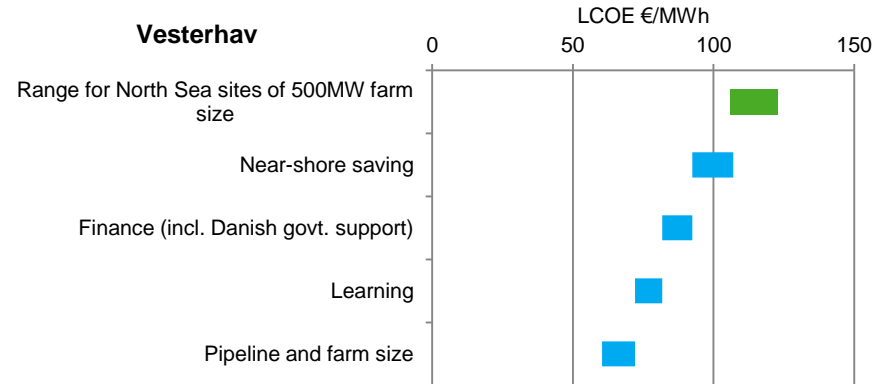 Vesterhav
LCOE €/MWh
0 50 100 150
Range for North Sea sites of 500MW farm
size
Near-shore saving
Finance (incl. Danish govt. support)
Learning
Pipeline and farm size